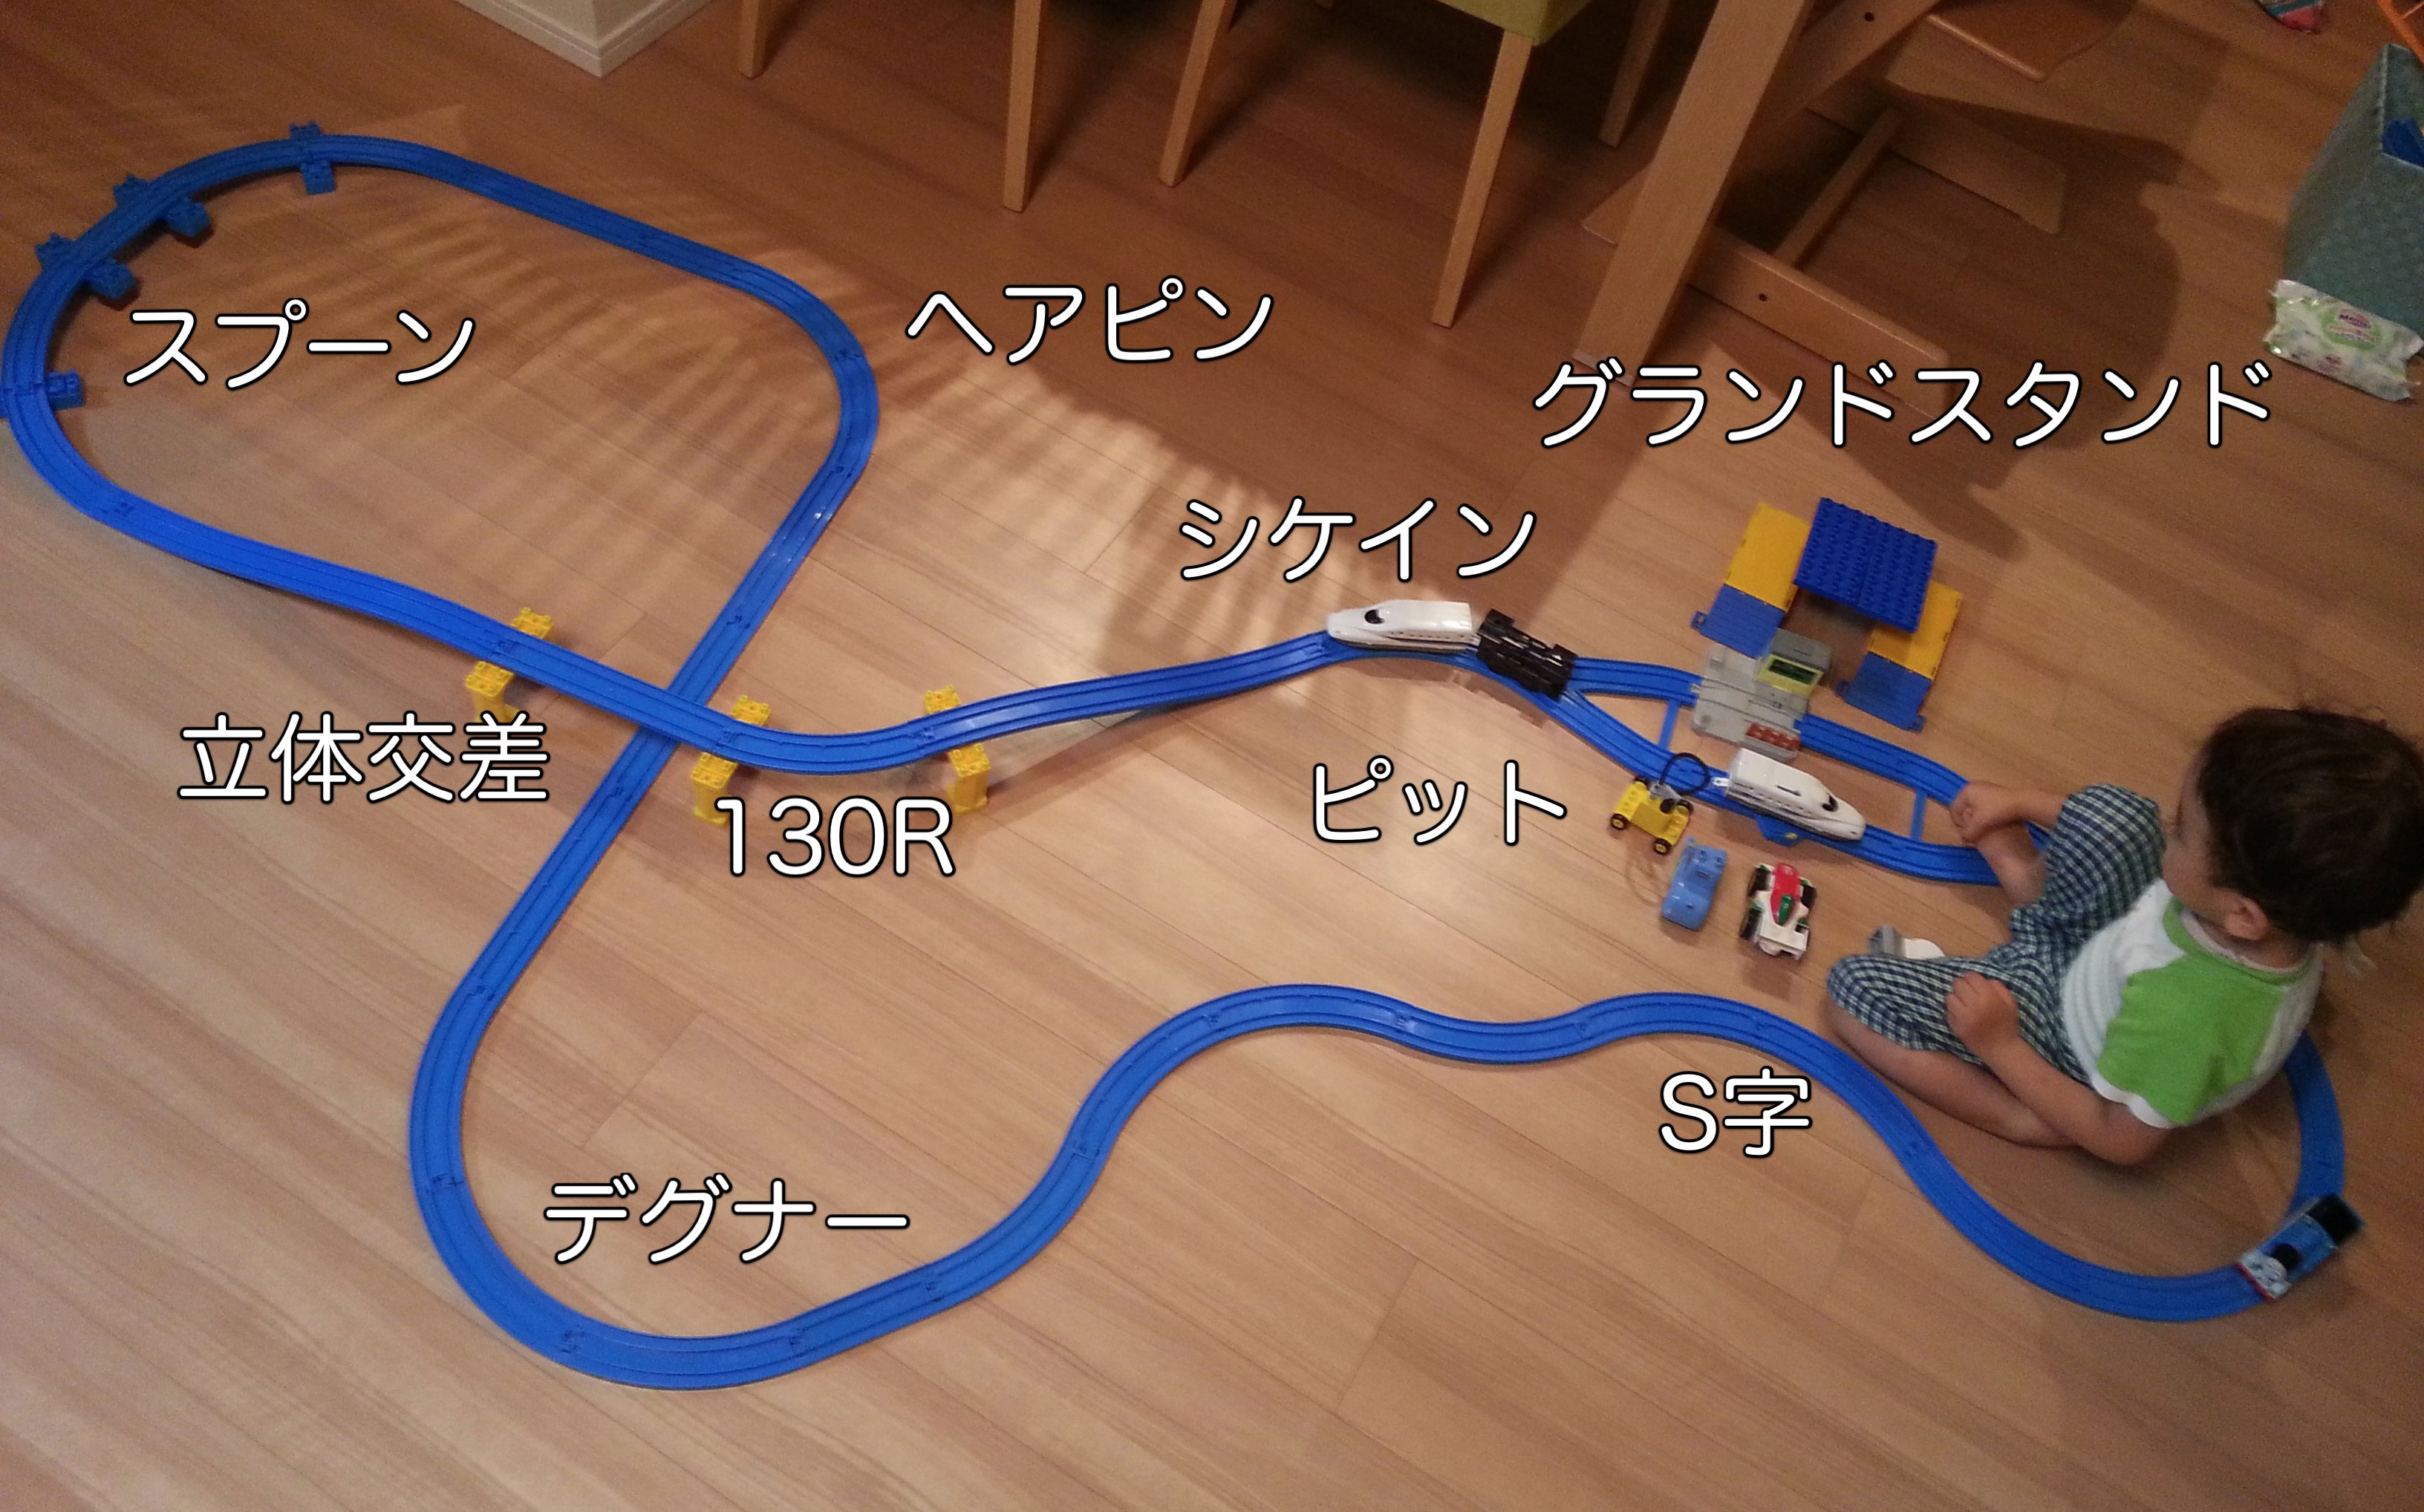 ヘアピン
スプーン
グランドスタンド
シケイン
立体交差
ピット
130R
S字
デグナー